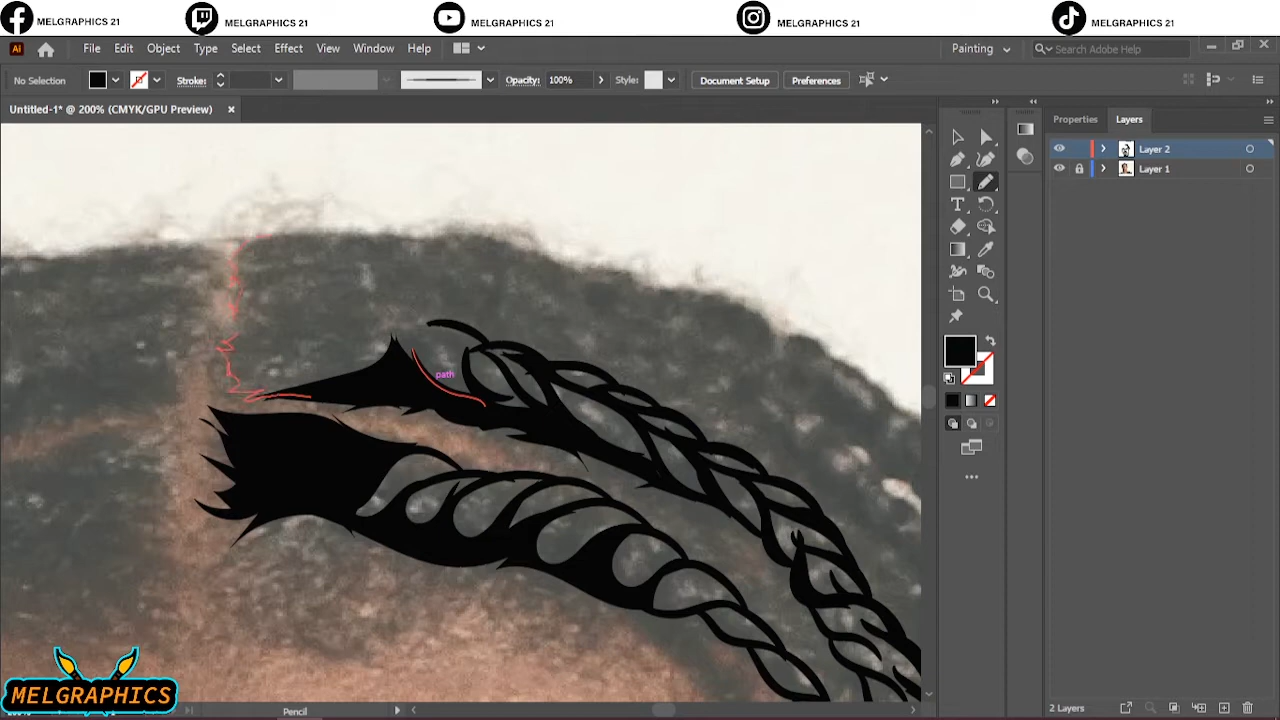 MELGRAPHICS 21
MELGRAPHICS 21
MELGRAPHICS 21
MELGRAPHICS 21
MELGRAPHICS 21
Ai
File Edit Object Type Select Effect View Window Help
Painting
Search Adobe Help
No Selection
Stroke:
Opacity: 100%
Style:
Document Setup
Preferences
Untitled-1* @ 200% (CMYK/GPU Preview)
Properties
Layers
Layer 2
Layer 1
path
MELGRAPHICS
Pencil
2 Layers